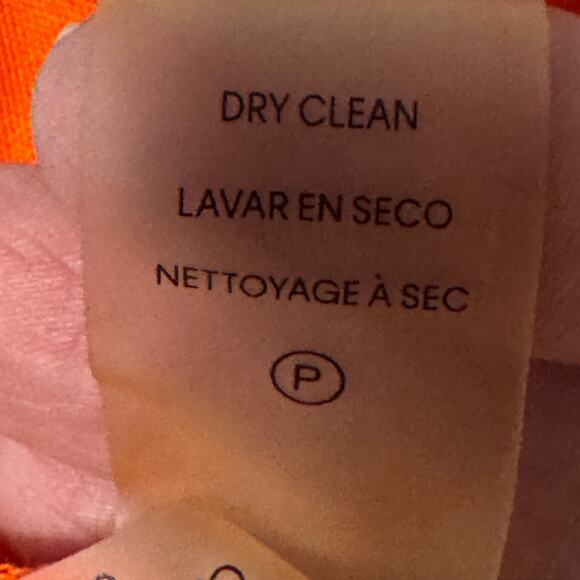 DRY CLEAN
LAVAR EN SECO
NETTOYAGE À SEC
P